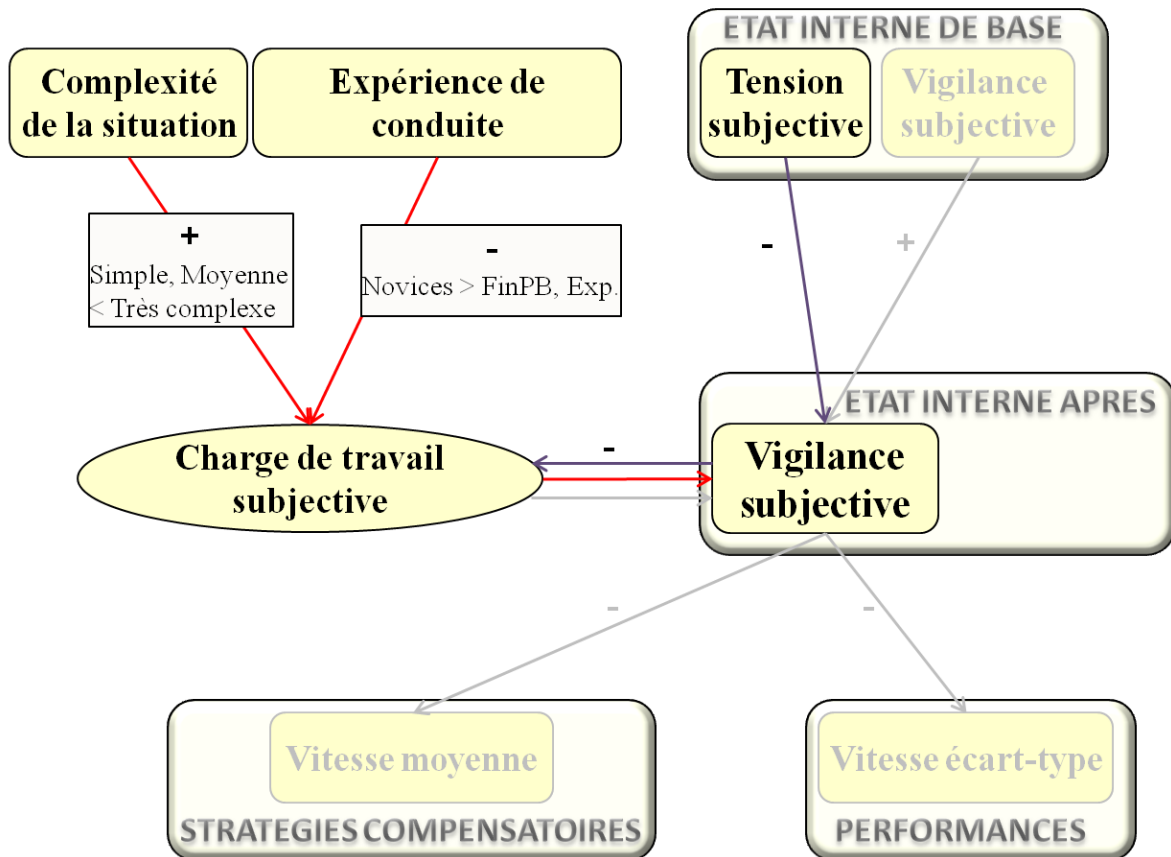 ETAT INTERNE DE BASE
Complexité
de la situation
Expérience de
conduite
Tension
subjective
Vigilance
subjective
+
Simple, Moyenne
< Très complexe
-
Novices > FinPB, Exp.
-
+
ETAT INTERNE APRES
Charge de travail
subjective
-
Vigilance
subjective
-
-
Vitesse moyenne
STRATEGIES COMPENSATOIRES
Vitesse écart-type
PERFORMANCES